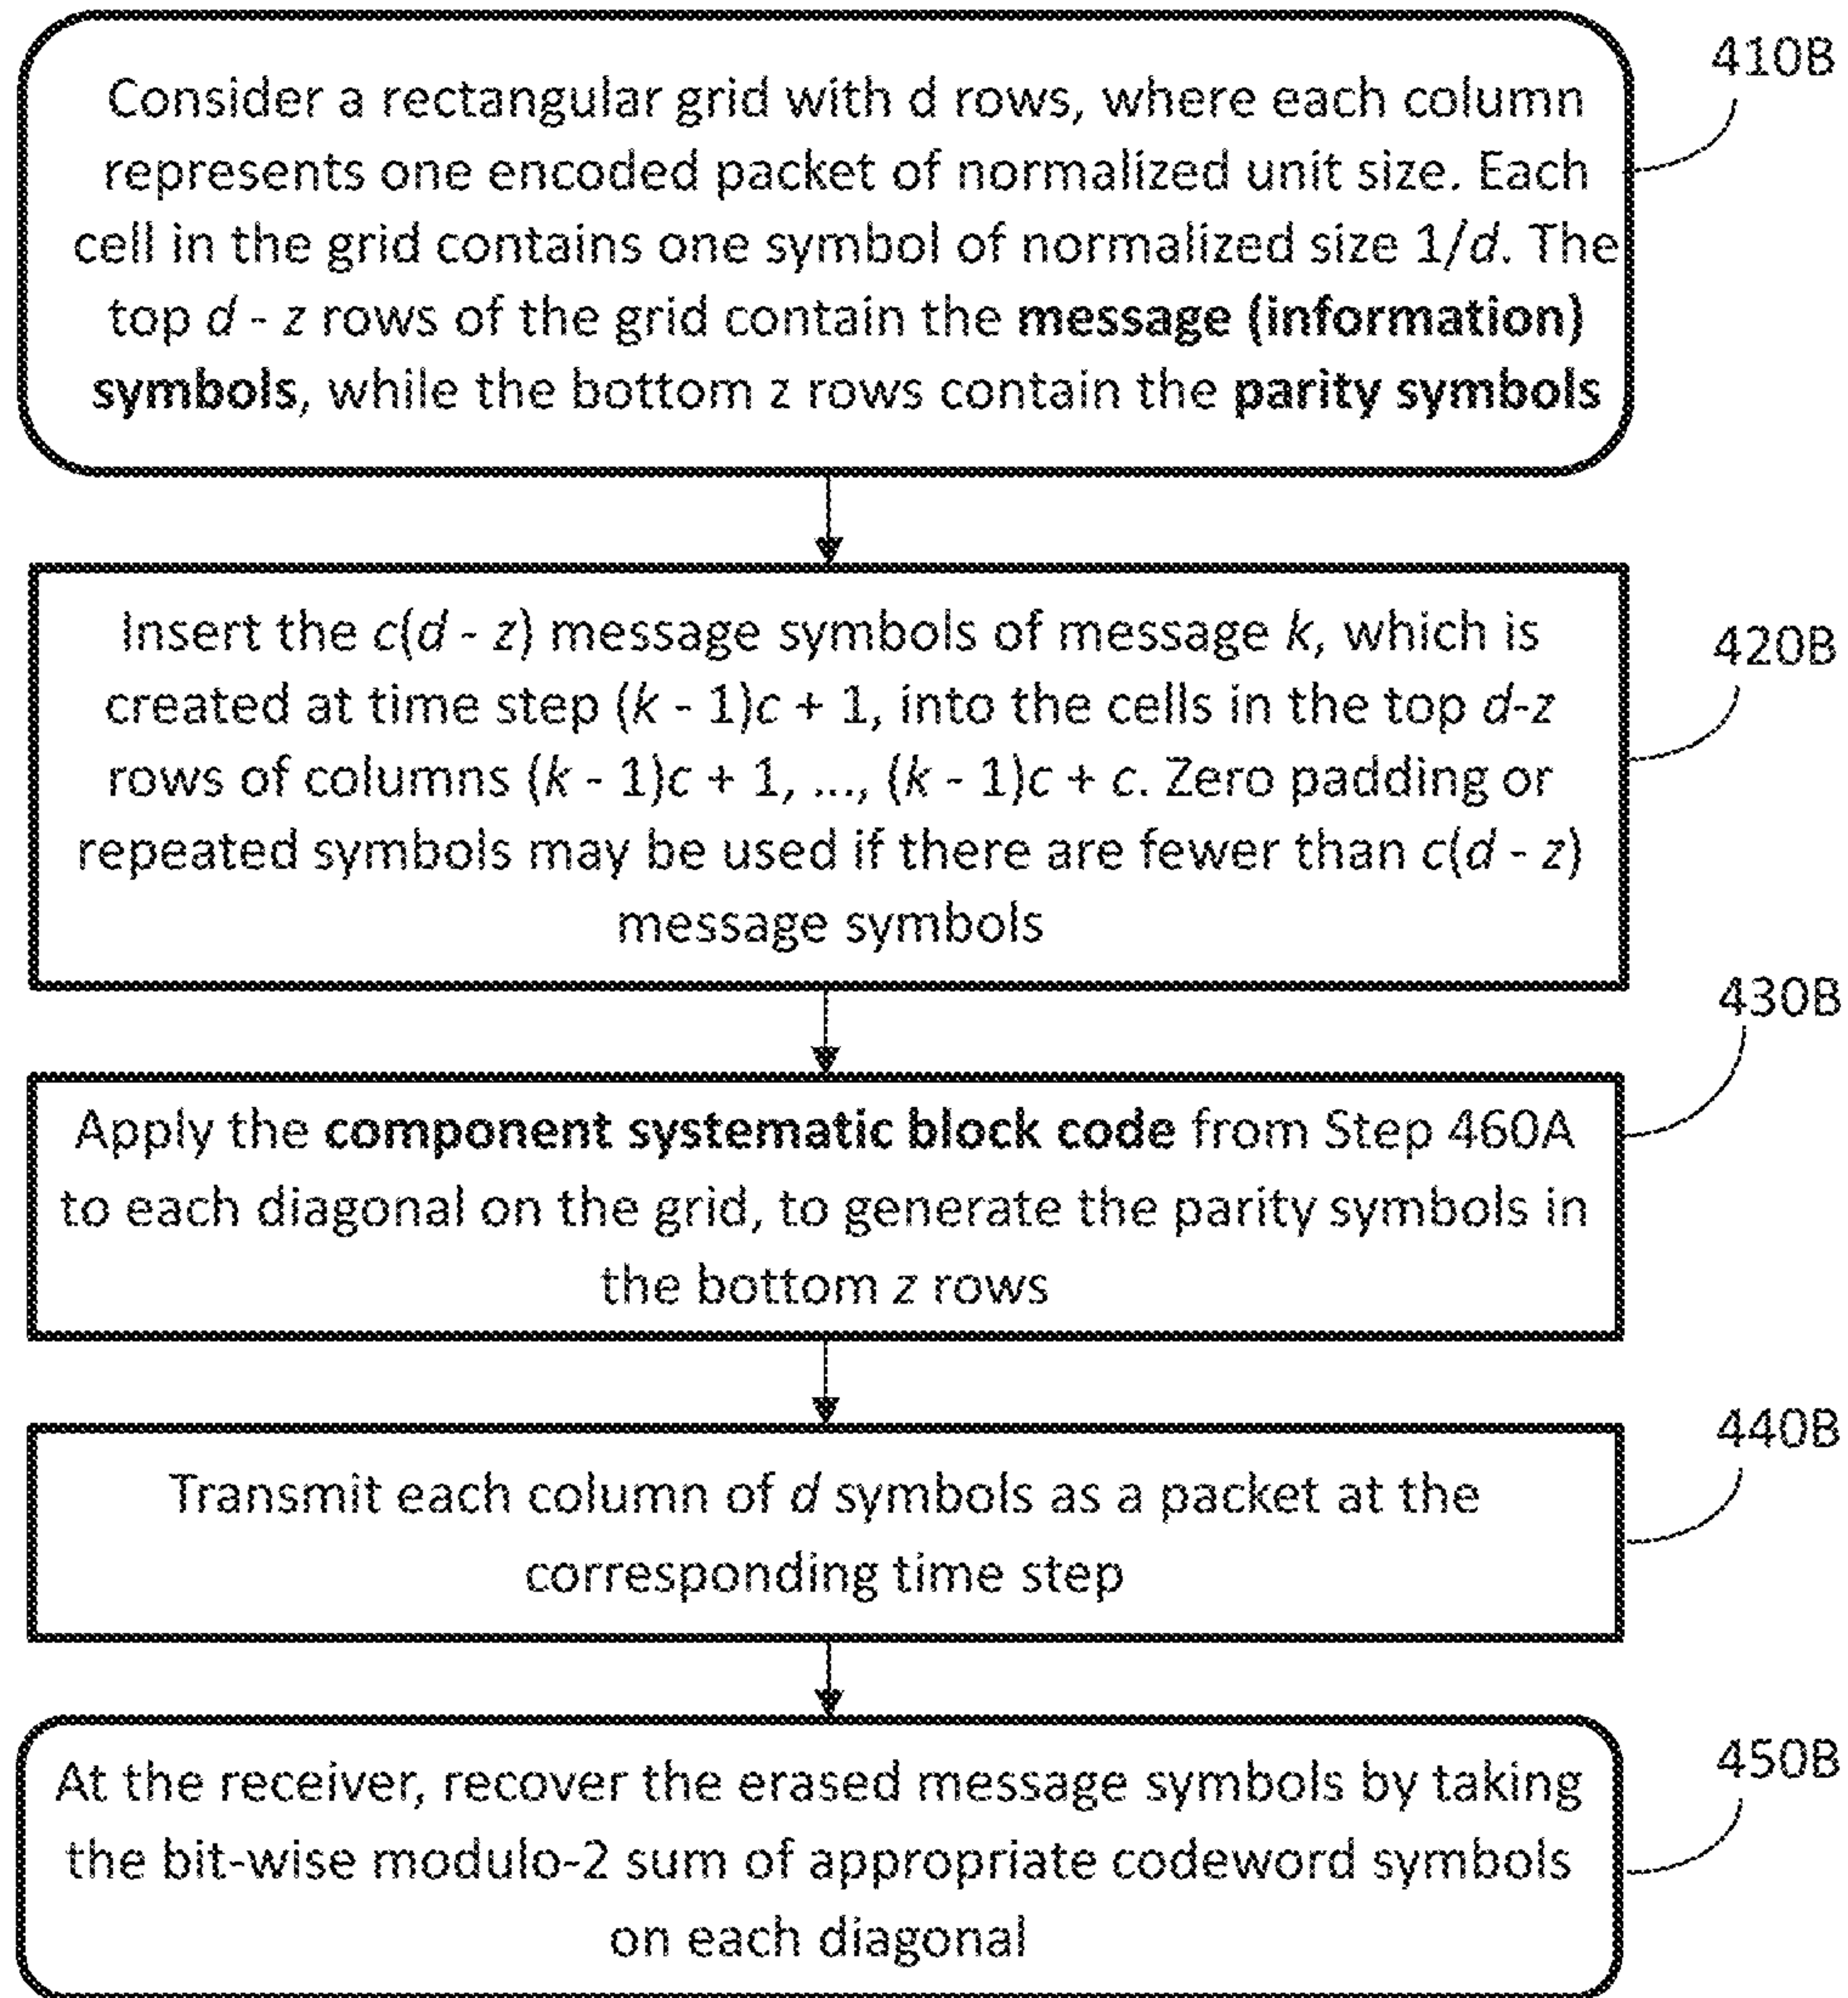 410B
Consider a rectangular grid with d rows, where each column
represents one encoded packet of normalized unit size. Each
cell in the grid contains one symbol of normalized size 1/d. The
top d - z rows of the grid contain the message (information)
symbols, while the bottom z rows contain the parity symbols
420B
Insert the c(d - z) message symbols of message k, which is
created at time step (k - 1)c + 1, into the cells in the top d-z
rows of columns (k - 1)c + 1, ..., (k - 1)c + c. Zero padding or
repeated symbols may be used if there are fewer than c(d - z)
message symbols
430B
Apply the component systematic block code from Step 460A
to each diagonal on the grid, to generate the parity symbols in
the bottom z rows
440B
Transmit each column of d symbols as a packet at the
corresponding time step
450B
At the receiver, recover the erased message symbols by taking
the bit-wise modulo-2 sum of appropriate codeword symbols
on each diagonal